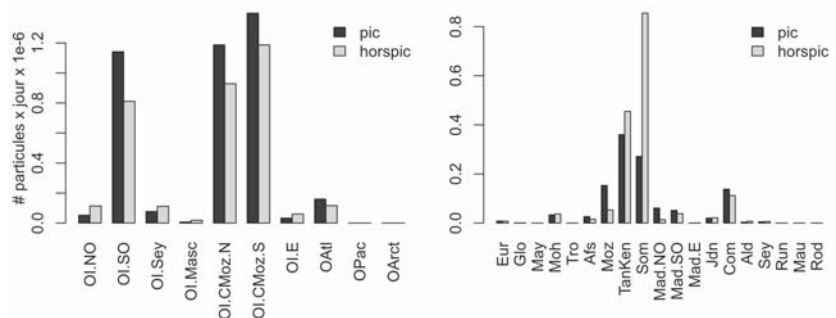 # particules x jour x 1e-6
0.0
0.4
0.8
1.2
pic
horspic
OI.NO
OI.SO
OI.Sey
OI.Masc
OI.CMoz.N
OI.CMoz.S
OI.E
OAtl
OPac
OArct
0.0
0.2
0.4
0.6
0.8
pic
horspic
Eur
Glo
May
Moh
Tro
Afs
Moz
TanKen
Som
Mad.NO
Mad.SO
Mad.E
Jdn
Com
Ald
Sey
Run
Mau
Rod